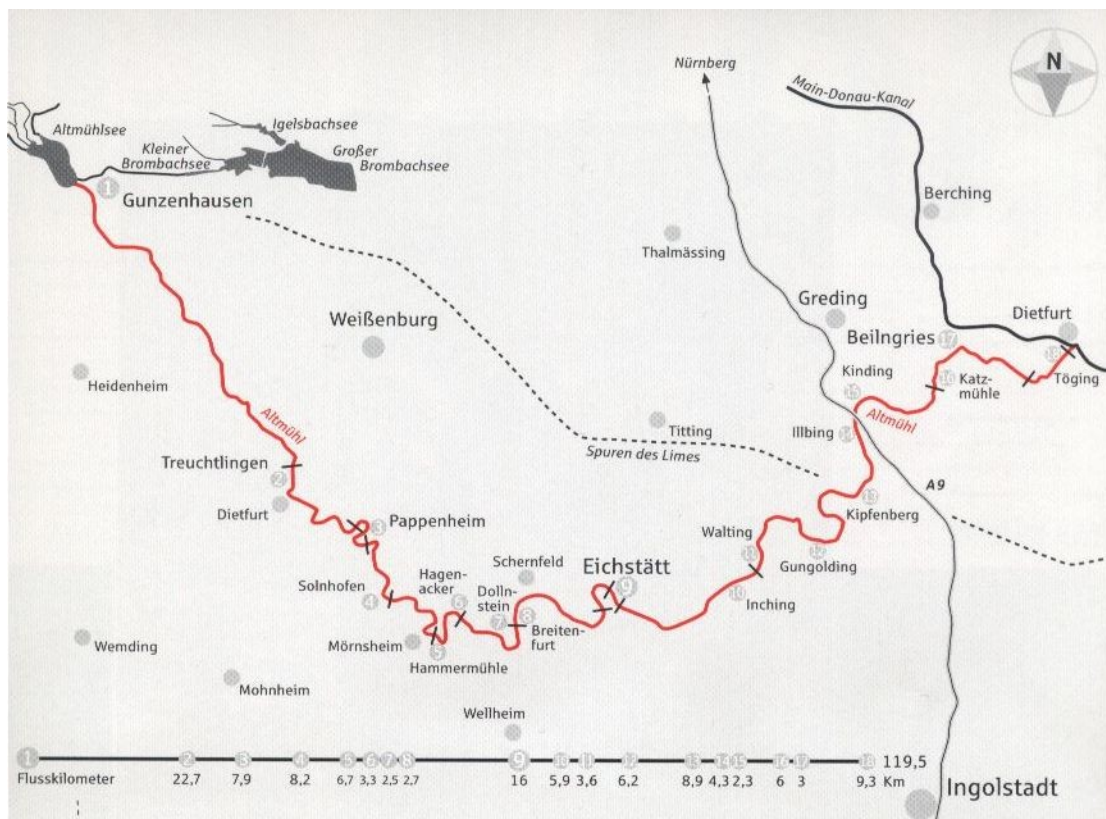 N
Nürnberg
Main-Donau-Kanal
Altmühlsee
Igelsbachsee
Kleiner
Brombachsee
Großer
Brombachsee
1
Gunzenhausen
Berching
Thalmässing
Greding
Dietfurt
Weißenburg
Beilngries 17
18
Töging
Heidenheim
Kinding
15
16
Katz-
mühle
Altmühl
Altmühl
Titting
Illbing
14
Spuren des Limes
Treuchtlingen
2
A9
13
Kipfenberg
Dietfurt
Pappenheim
3
Walting
11
12
Gungolding
Schernfeld
Eichstätt
9
10
Inching
Solnhofen
4
Hagen-
acker
6
Dolln-
stein
7
8
Breiten-
furt
Wemding
Mörnsheim
5
Hammermühle
Mohnheim
Wellheim
1 2 3 4 5 6 7 8 9 10 11 12 13 14 15 16 17 18 119,5
Flusskilometer 22,7 7,9 8,2 6,7 3,3 2,5 2,7 16 5,9 3,6 6,2 8,9 4,3 2,3 6 3 9,3 Km
Ingolstadt